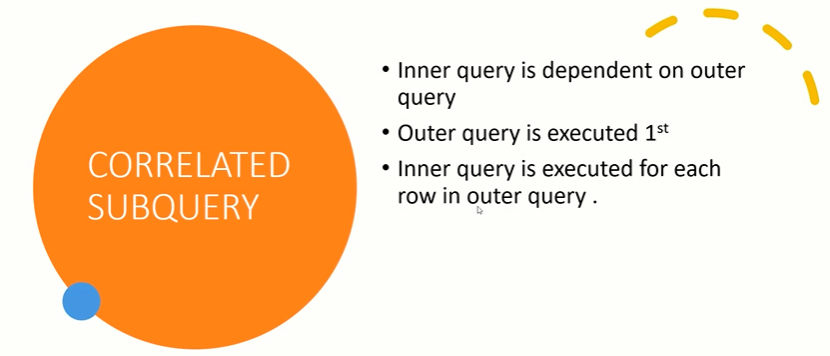 CORRELATED
SUBQUERY
• Inner query is dependent on outer
query
• Outer query is executed 1st
• Inner query is executed for each
row in outer query .